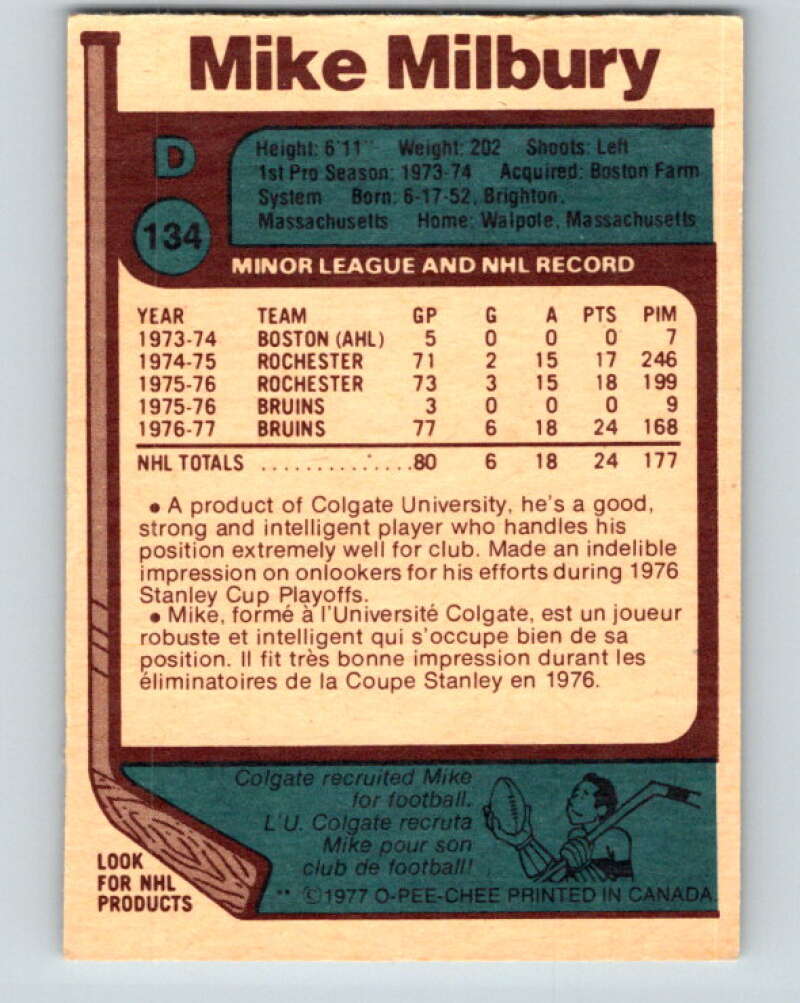 Mike Milbury
D
Height: 6'11" Weight: 202 Shoots: Left
1st Pro Season: 1973-74 Acquired: Boston Farm
System Born: 6-17-52, Brighton,
Massachusetts Home: Walpole, Massachusetts
134
MINOR LEAGUE AND NHL RECORD
YEAR TEAM GP G A PTS PIM
1973-74 BOSTON (AHL) 5 0 0 0 7
1974-75 ROCHESTER 71 2 15 17 246
1975-76 ROCHESTER 73 3 15 18 199
1975-76 BRUINS 3 0 0 0 9
1976-77 BRUINS 77 6 18 24 168
NHL TOTALS ..............80 6 18 24 177
• A product of Colgate University, he's a good,
strong and intelligent player who handles his
position extremely well for club. Made an indelible
impression on onlookers for his efforts during 1976
Stanley Cup Playoffs.
• Mike, formé à l'Université Colgate, est un joueur
robuste et intelligent qui s'occupe bien de sa
position. Il fit très bonne impression durant les
éliminatoires de la Coupe Stanley en 1976.
Colgate recruited Mike
for football.
L'U. Colgate recruta
Mike pour son
club de football!
LOOK
FOR NHL
PRODUCTS
** ©1977 O-PEE-CHEE PRINTED IN CANADA